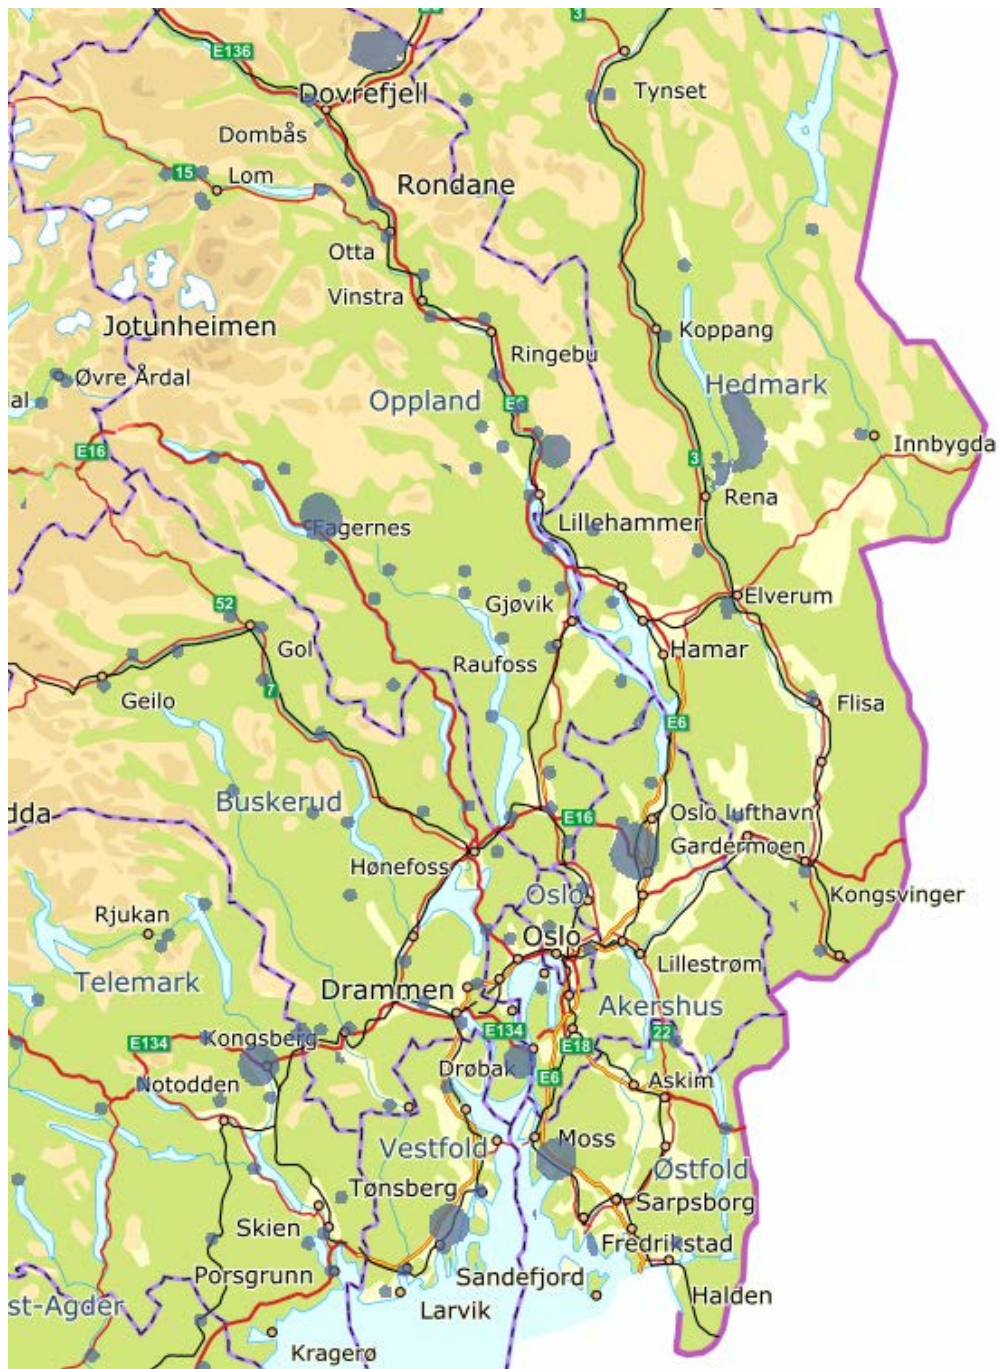 3
E136
Dovrefjell
Tynset
Dombås
15
Lom
Rondane
Otta
Vinstra
Jotunheimen
Koppang
Ringebu
Øvre Årdal
Hedmark
al
Oppland
E16
Innbygda
3
Rena
Lillehammer
Fagernes
52
Gjøvik
Elverum
Gol
Hamar
Raufoss
7
Geilo
Flisa
E6
Buskerud
dda
E16
Oslo lufthavn
Gardermoen
Hønefoss
Oslo
Kongsvinger
Rjukan
Oslo
Lillestrøm
Telemark
Drammen
Akershus
E134
22
E134
Kongsberg
E18
Drøbak
E6
Askim
Notodden
Moss
Vestfold
Østfold
Tønsberg
Sarpsborg
Skien
Fredrikstad
Porsgrunn
Sandefjord
Halden
st-Agder
Larvik
Kragerø